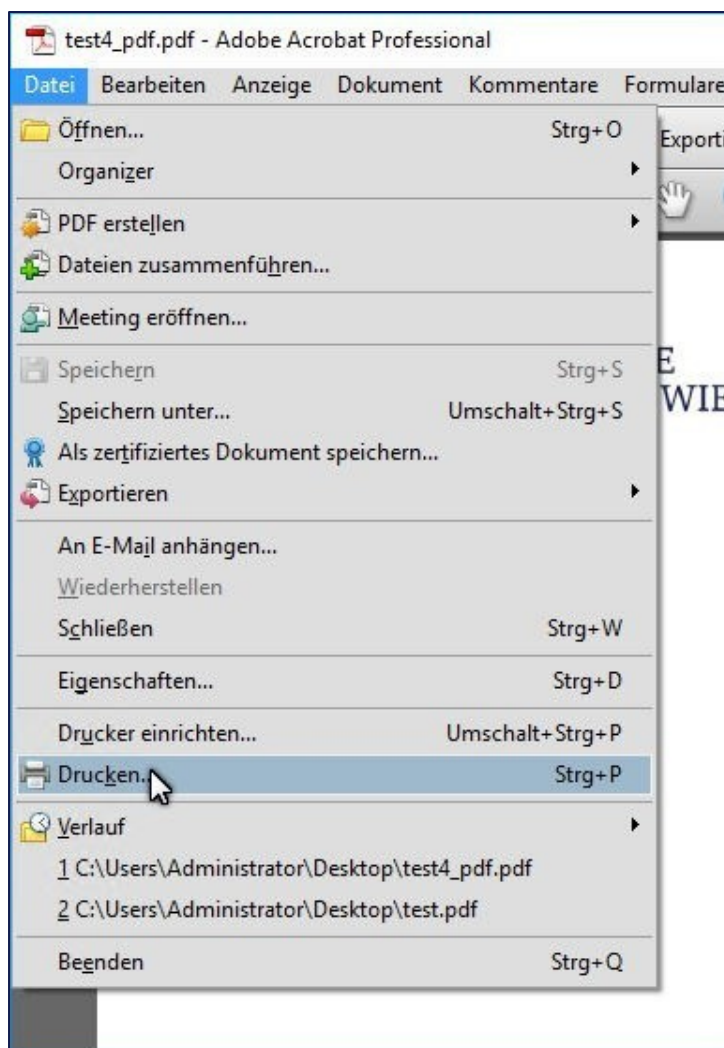 test4_pdf.pdf - Adobe Acrobat Professional
Datei Bearbeiten Anzeige Dokument Kommentare Formulare
Öffnen... Strg+O
Exporti
Organizer
PDF erstellen
Dateien zusammenführen...
Meeting eröffnen...
Speichern Strg+S
E
Speichern unter... Umschalt+Strg+S
WIE
Als zertifiziertes Dokument speichern...
Exportieren
An E-Mail anhängen...
Wiederherstellen
Schließen Strg+W
Eigenschaften... Strg+D
Drucker einrichten... Umschalt+Strg+P
Drucken... Strg+P
Verlauf
1 C:\Users\Administrator\Desktop\test4_pdf.pdf
2 C:\Users\Administrator\Desktop\test.pdf
Beenden Strg+Q